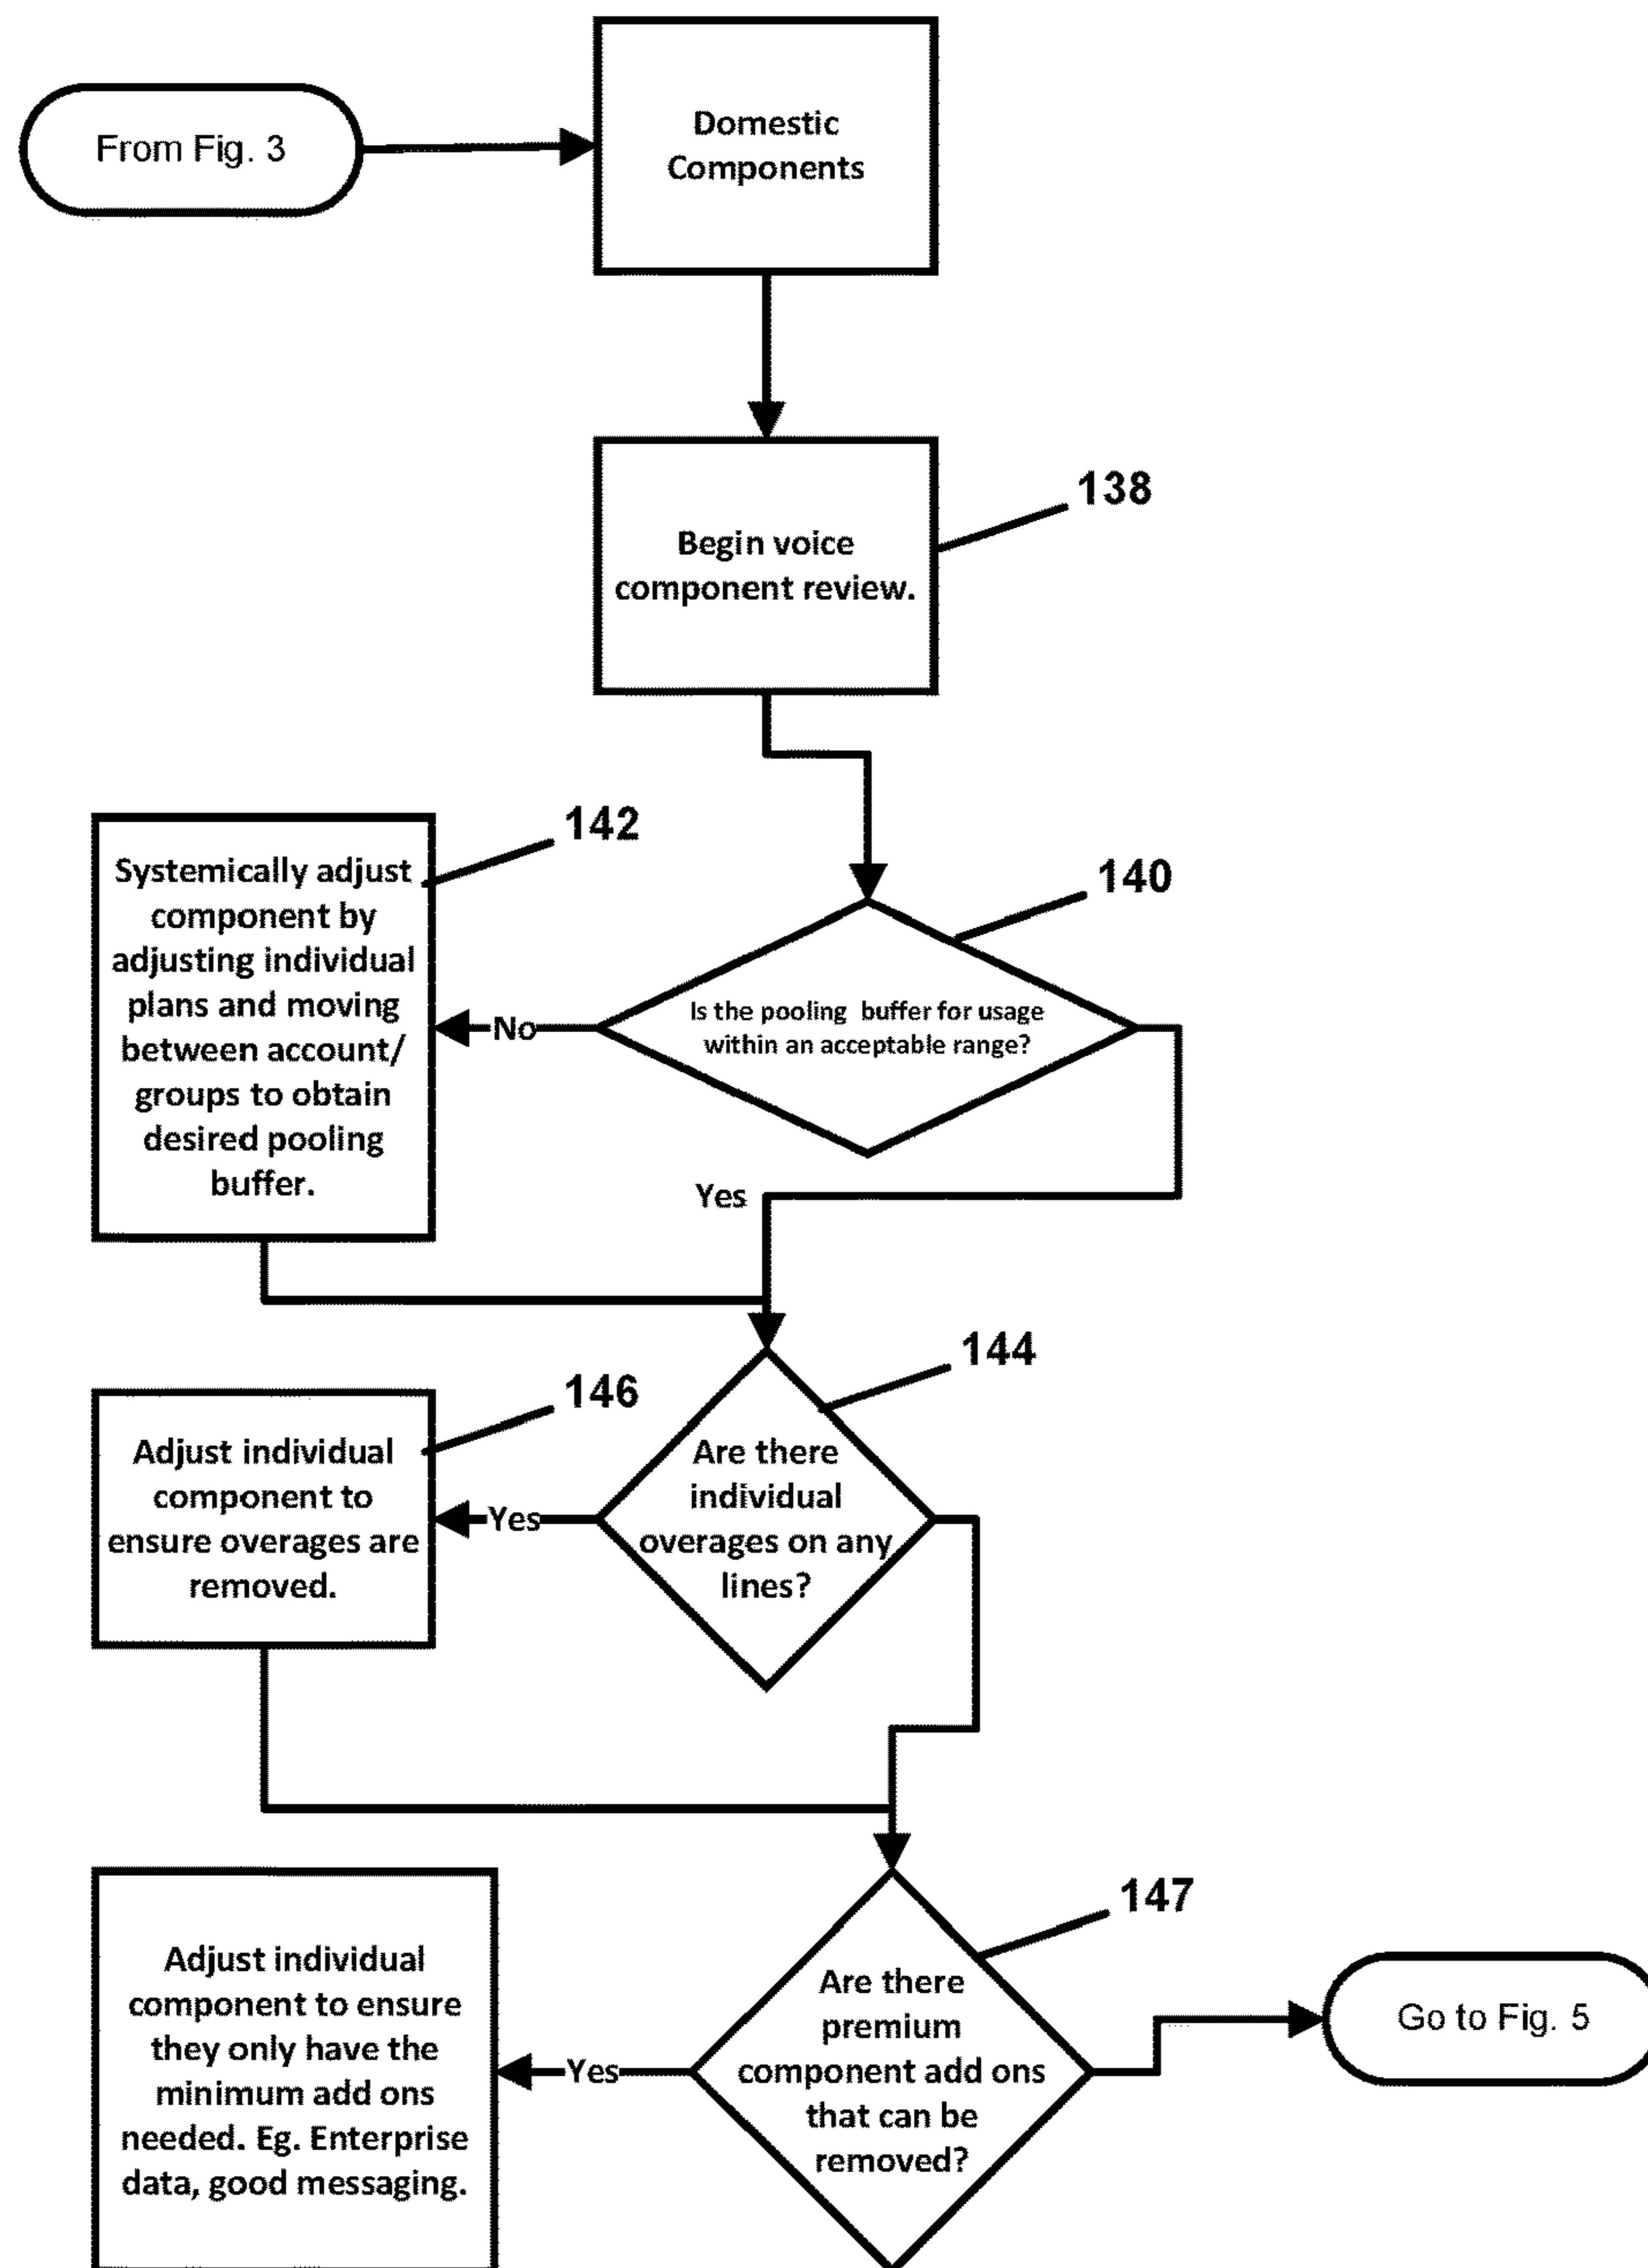 From Fig. 3
Domestic
Components
138
Begin voice
component review.
142
Systemically adjust
component by
adjusting individual
plans and moving
between account/
groups to obtain
desired pooling
buffer.
140
Is the pooling buffer for usage
within an acceptable range?
No
Yes
144
Are there
individual
overages on any
lines?
146
Adjust individual
component to
ensure overages are
removed.
Yes
147
Are there
premium
component add ons
that can be
removed?
Yes
Adjust individual
component to ensure
they only have the
minimum add ons
needed. Eg. Enterprise
data, good messaging.
Go to Fig. 5